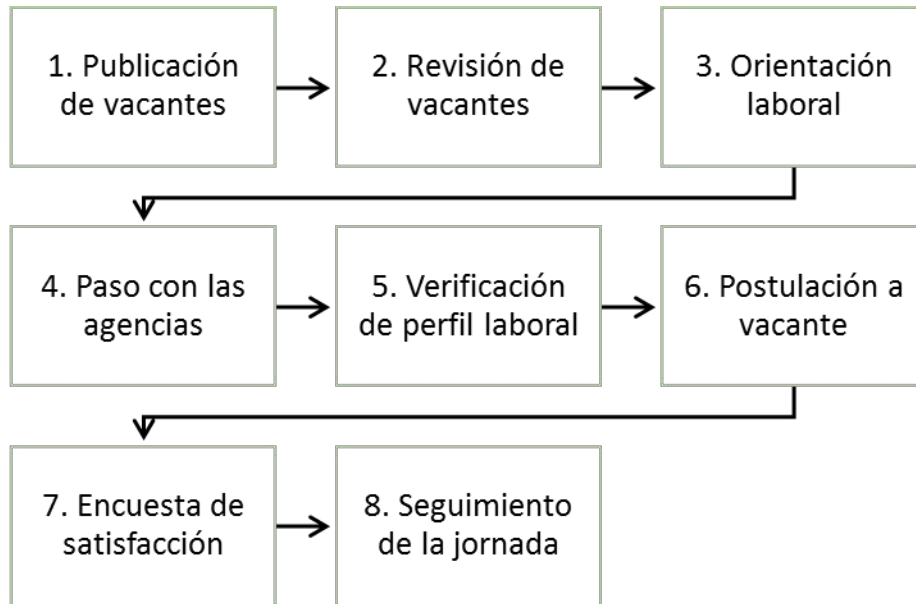 1. Publicación
de vacantes
2. Revisión de
vacantes
3. Orientación
laboral
4. Paso con las
agencias
5. Verificación
de perfil laboral
6. Postulación a
vacante
7. Encuesta de
satisfacción
8. Seguimiento
de la jornada